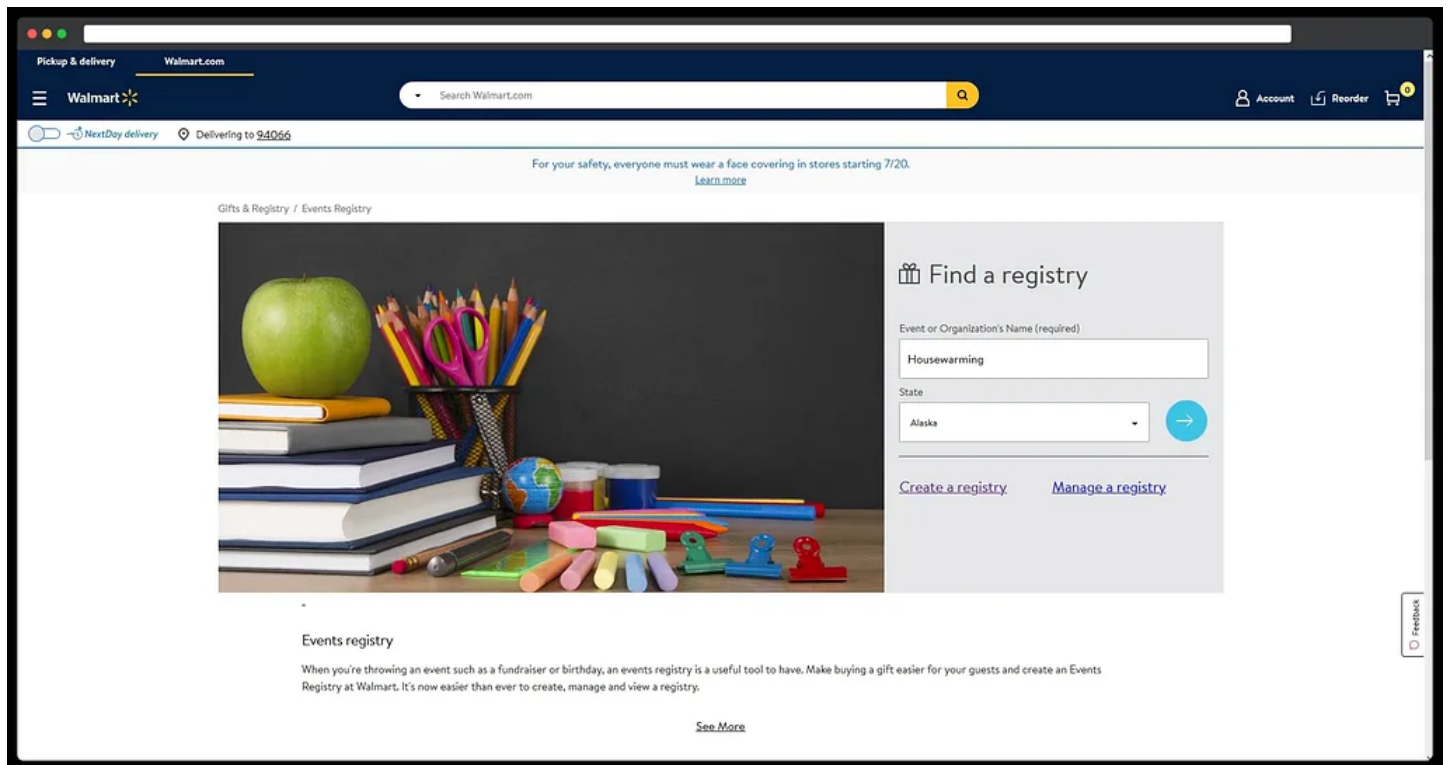 Pickup & delivery
Walmart.com
Walmart
Search Walmart.com
Account
Reorder
0
NextDay delivery
Delivering to 94066
For your safety, everyone must wear a face covering in stores starting 7/20.
Learn more
Gifts & Registry / Events Registry
Find a registry
Event or Organization's Name (required)
Housewarming
State
Alaska
Create a registry
Manage a registry
Feedback
Events registry
When you're throwing an event such as a fundraiser or birthday, an events registry is a useful tool to have. Make buying a gift easier for your guests and create an Events
Registry at Walmart. It's now easier than ever to create, manage and view a registry.
See More